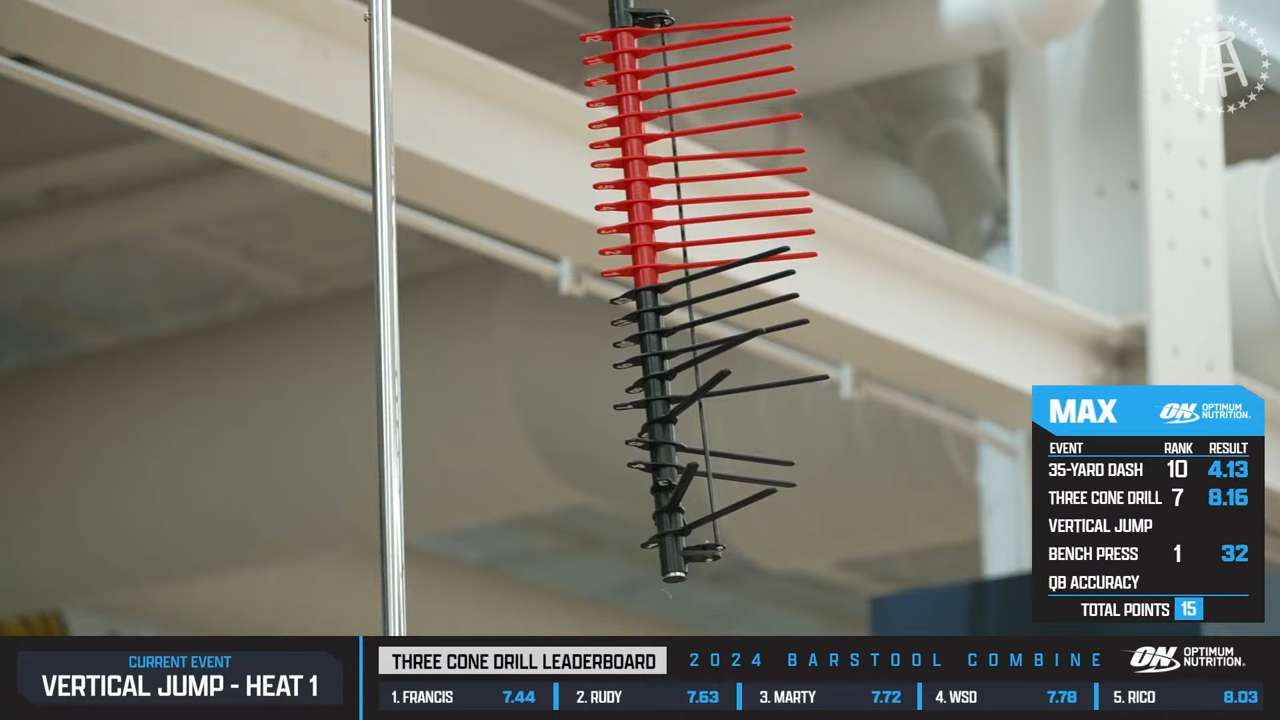 MAX
ON OPTIMUM NUTRITION.
EVENT RANK RESULT
35-YARD DASH 10 4.13
THREE CONE DRILL 7 8.16
VERTICAL JUMP
BENCH PRESS 1 32
QB ACCURACY
TOTAL POINTS 15
CURRENT EVENT
VERTICAL JUMP - HEAT 1
THREE CONE DRILL LEADERBOARD
2024 BARSTOOL COMBINE
ON OPTIMUM NUTRITION.
1. FRANCIS 7.44
2. RUDY 7.53
3. MARTY 7.72
4. WSD 7.78
5. RICO 8.03